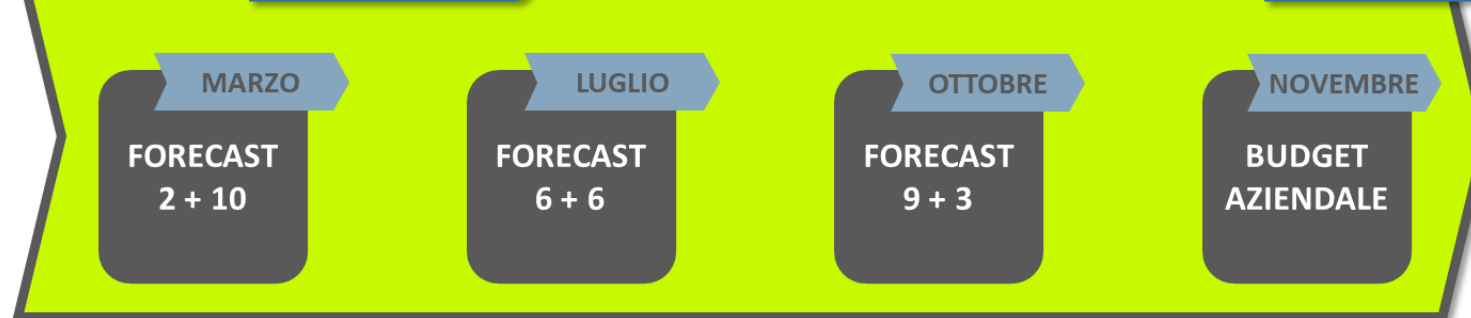 MARZO
FORECAST
2 + 10
LUGLIO
FORECAST
6 + 6
OTTOBRE
FORECAST
9 + 3
NOVEMBRE
BUDGET
AZIENDALE